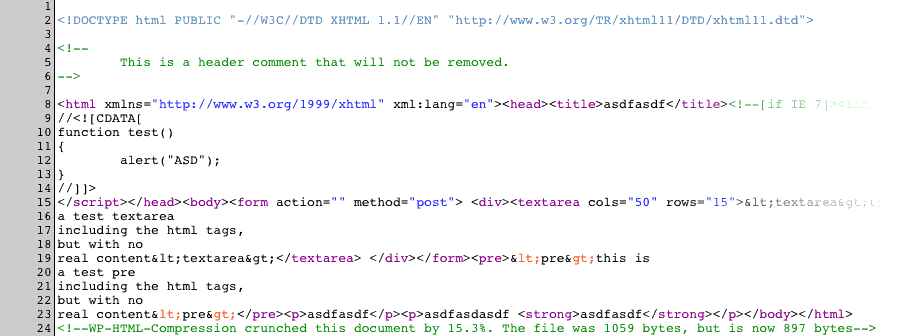 1
2 <!DOCTYPE html PUBLIC "-//W3C//DTD XHTML 1.1//EN" "http://www.w3.org/TR/xhtml11/DTD/xhtml11.dtd">
3
4 <!--
5 This is a header comment that will not be removed.
6 -->
7
8 <html xmlns="http://www.w3.org/1999/xhtml" xml:lang="en"><head><title>asdfasdf</title><!--[if IE 7]><lin
9 //<![CDATA[
10 function test()
11 {
12 alert("ASD");
13 }
14 //]]>
15 </script></head><body><form action="" method="post"> <div><textarea cols="50" rows="15">&lt;textarea&gt;
16 a test textarea
17 including the html tags,
18 but with no
19 real content&lt;textarea&gt;</textarea> </div></form><pre>&lt;pre&gt;this is
20 a test pre
21 including the html tags,
22 but with no
23 real content&lt;pre&gt;</pre><p>asdfasdf</p><p>asdfasdasdf <strong>asdfasdf</strong></p></body></html>
24 <!--WP-HTML-Compression crunched this document by 15.3%. The file was 1059 bytes, but is now 897 bytes-->